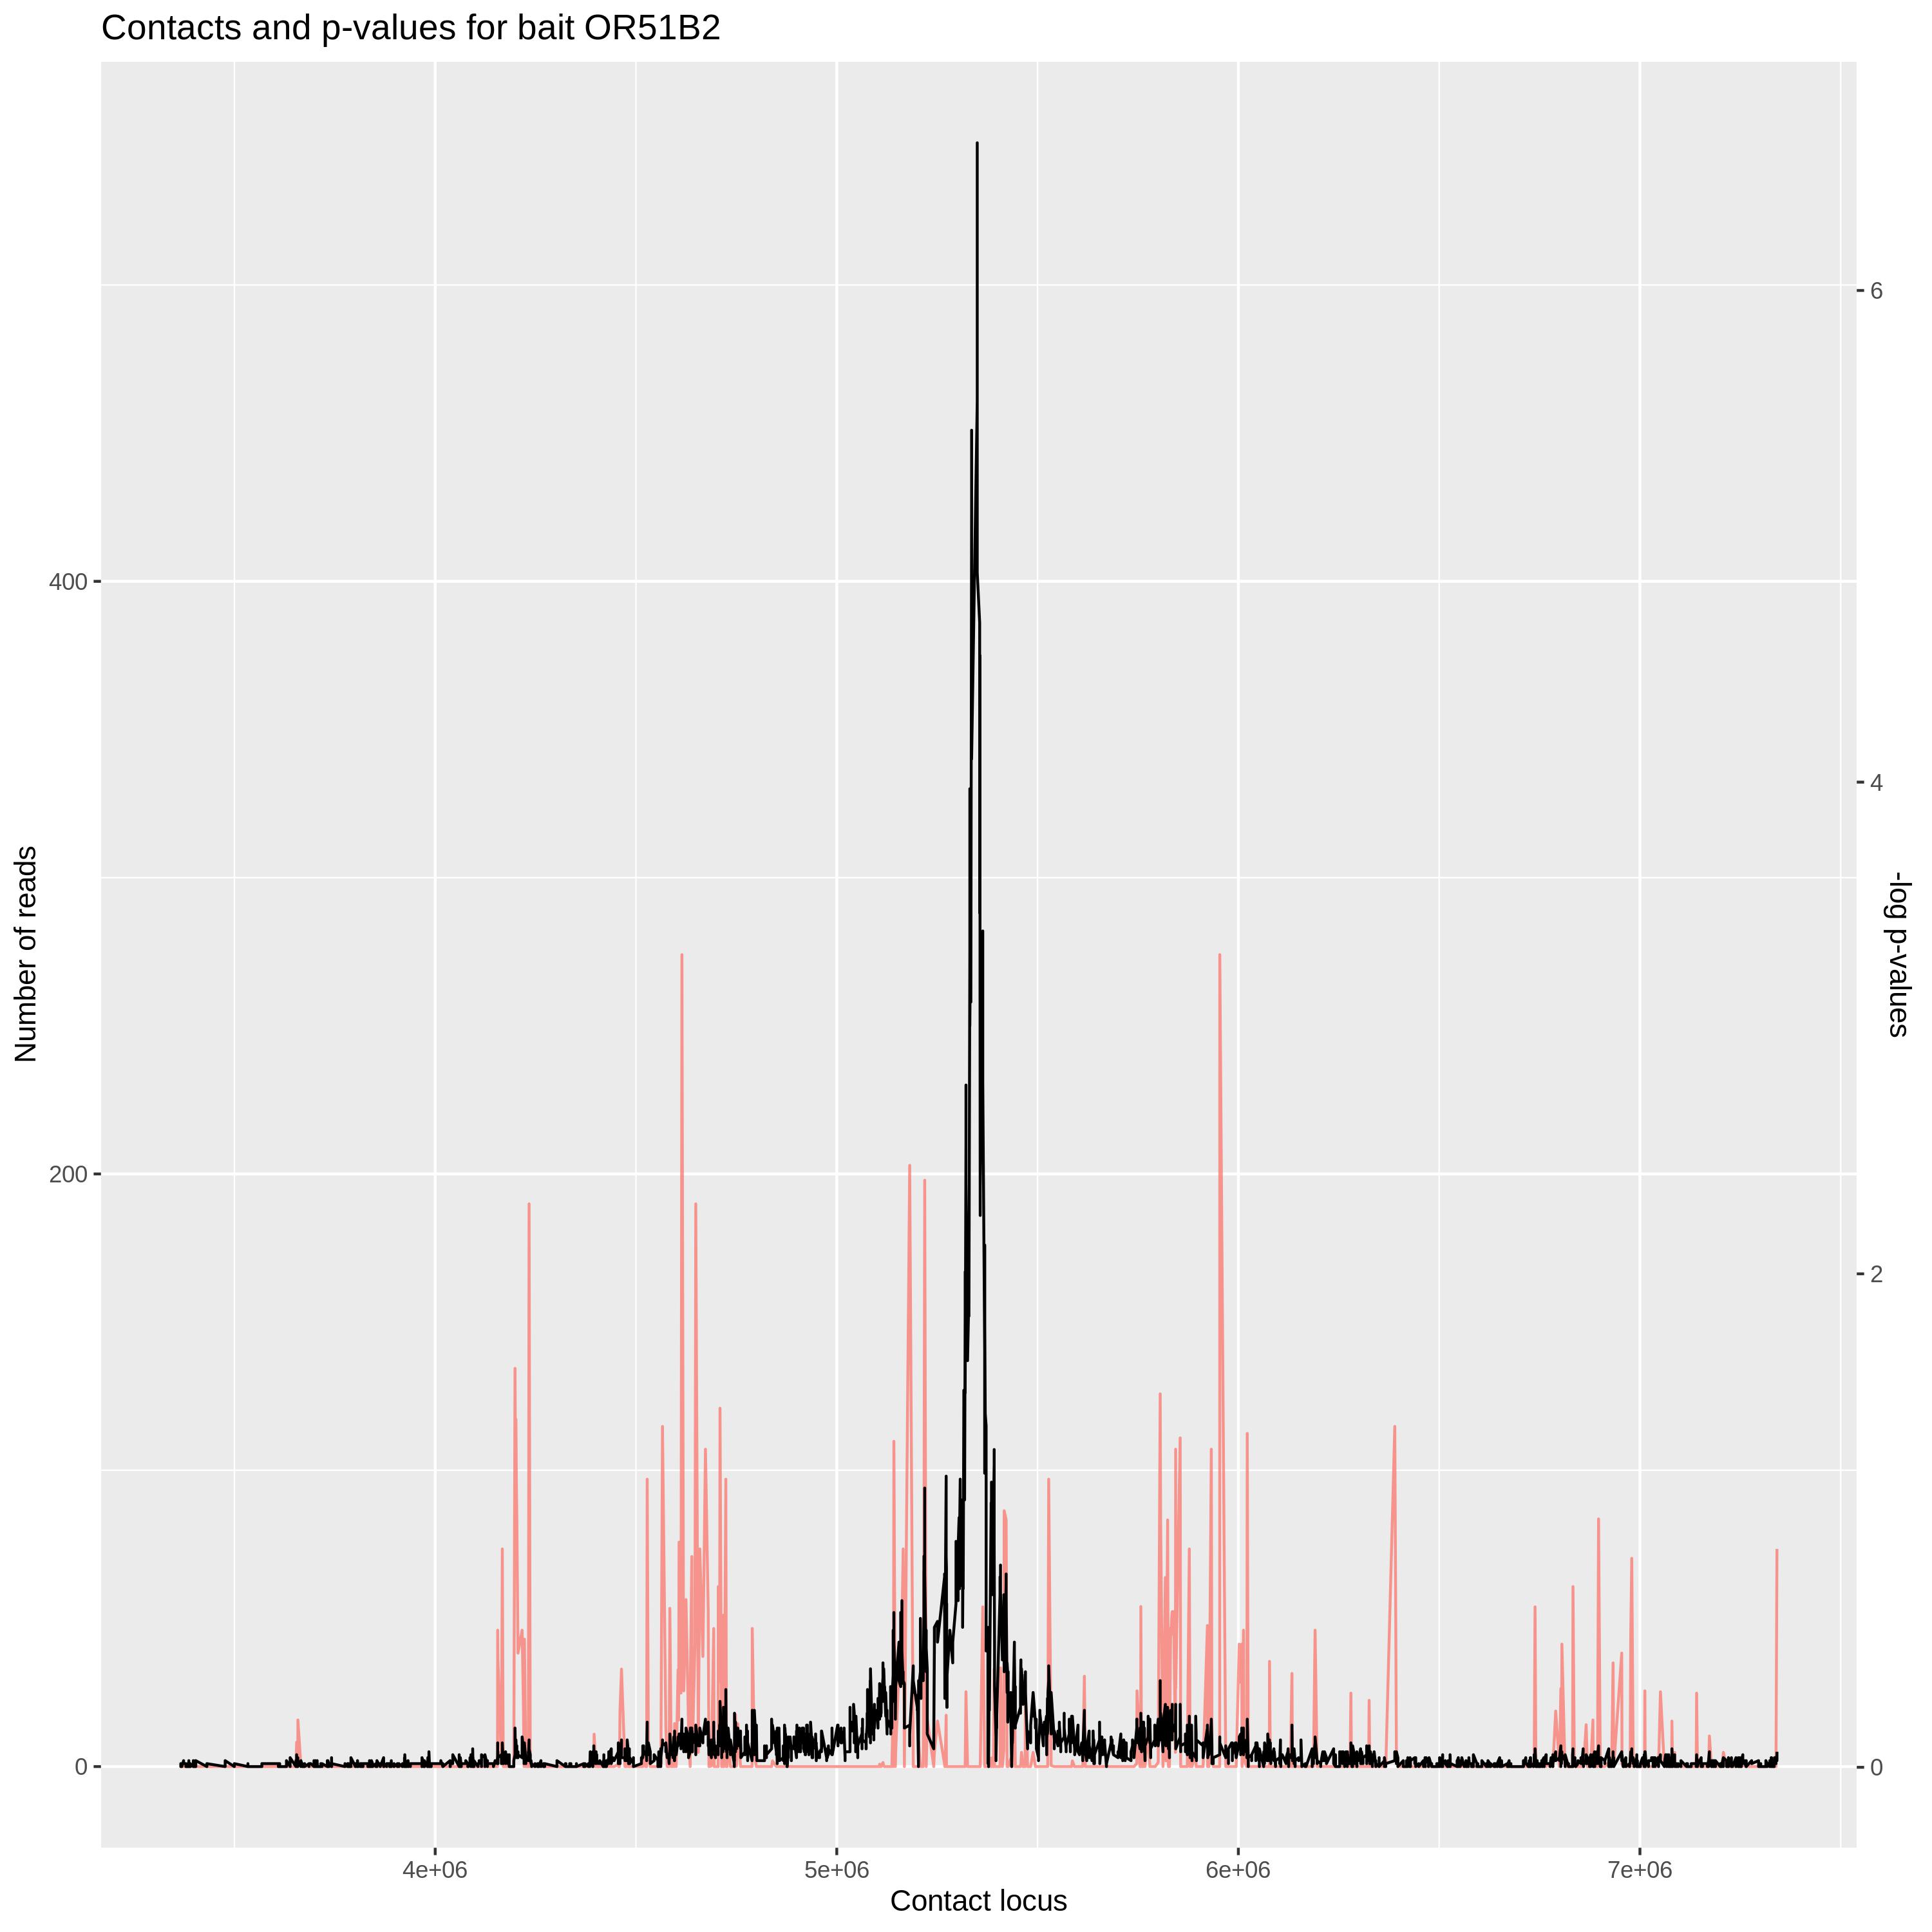 Contacts and p-values for bait OR51B2
Number of reads
400
200
0
6
4
2
0
-log p-values
4e+06
5e+06
6e+06
7e+06
Contact locus